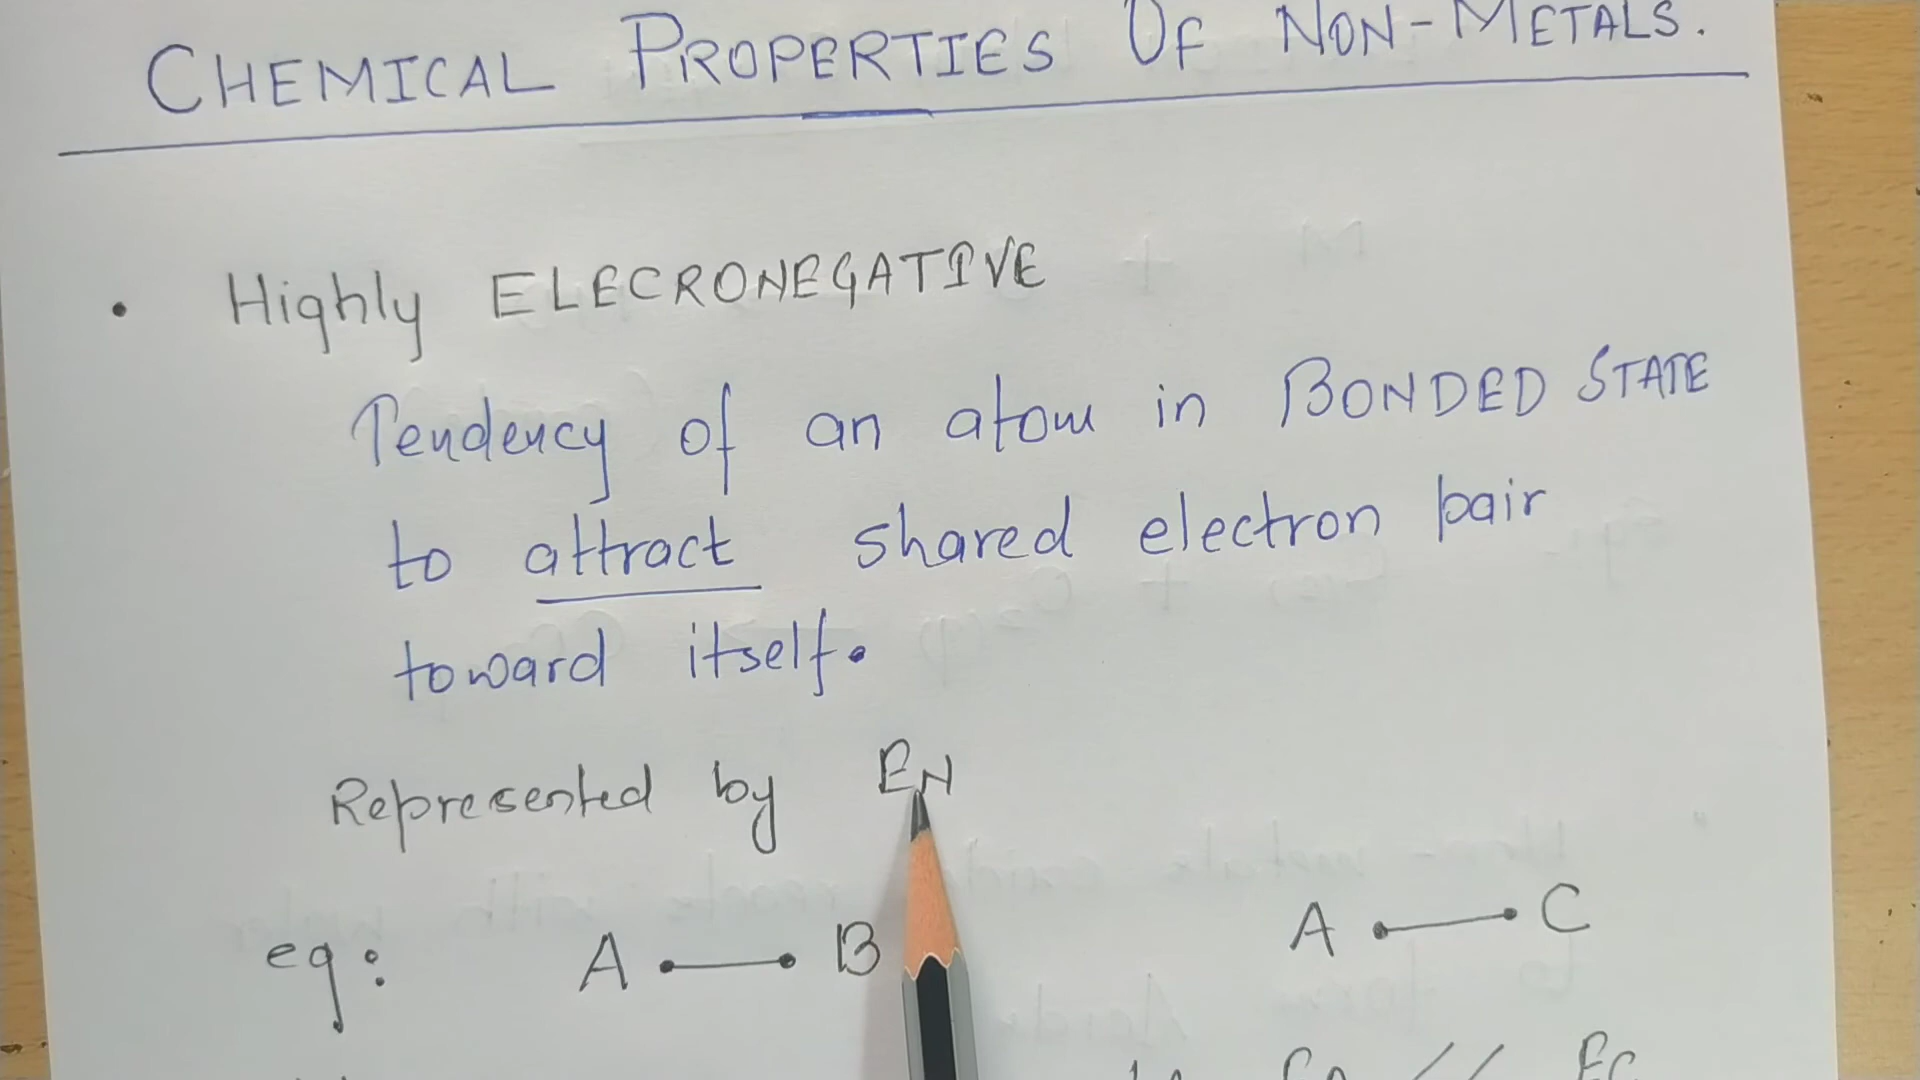 CHEMICAL PROPERTIES OF NON-METALS.
• Highly ELECRONEGATIVE
Tendency of an atom in BONDED STATE
to attract shared electron pair
toward itself.
Represented by EN
eg: A •—• B A •—• C